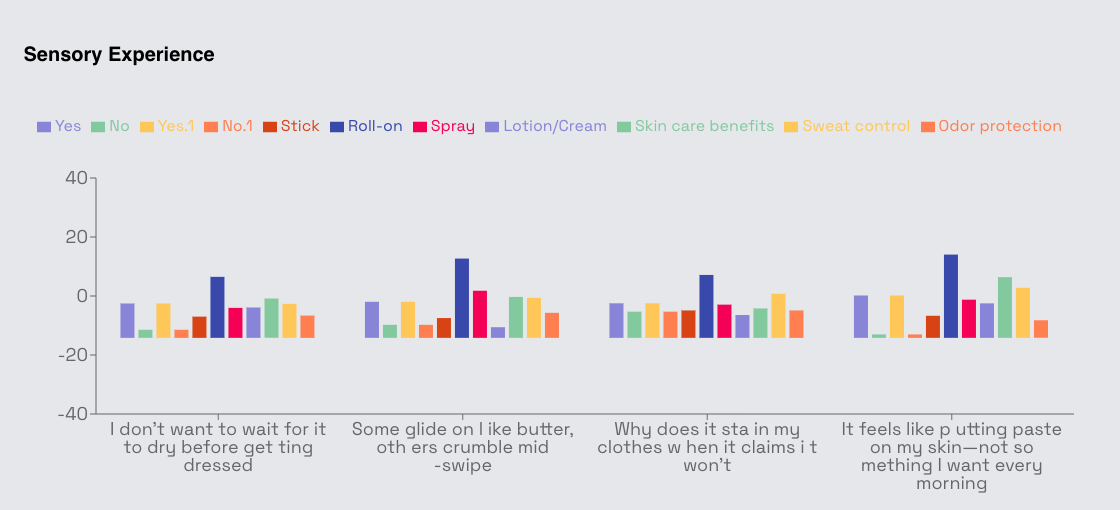 Sensory Experience
Yes No Yes.1 No.1 Stick Roll-on Spray Lotion/Cream Skin care benefits Sweat control Odor protection
40
20
0
-20
-40
I don't want to wait for it
to dry before get ting
dressed
Some glide on l ike butter,
oth ers crumble mid
-swipe
Why does it sta in my
clothes w hen it claims i t
won't
It feels like p utting paste
on my skin—not so
mething I want every
morning